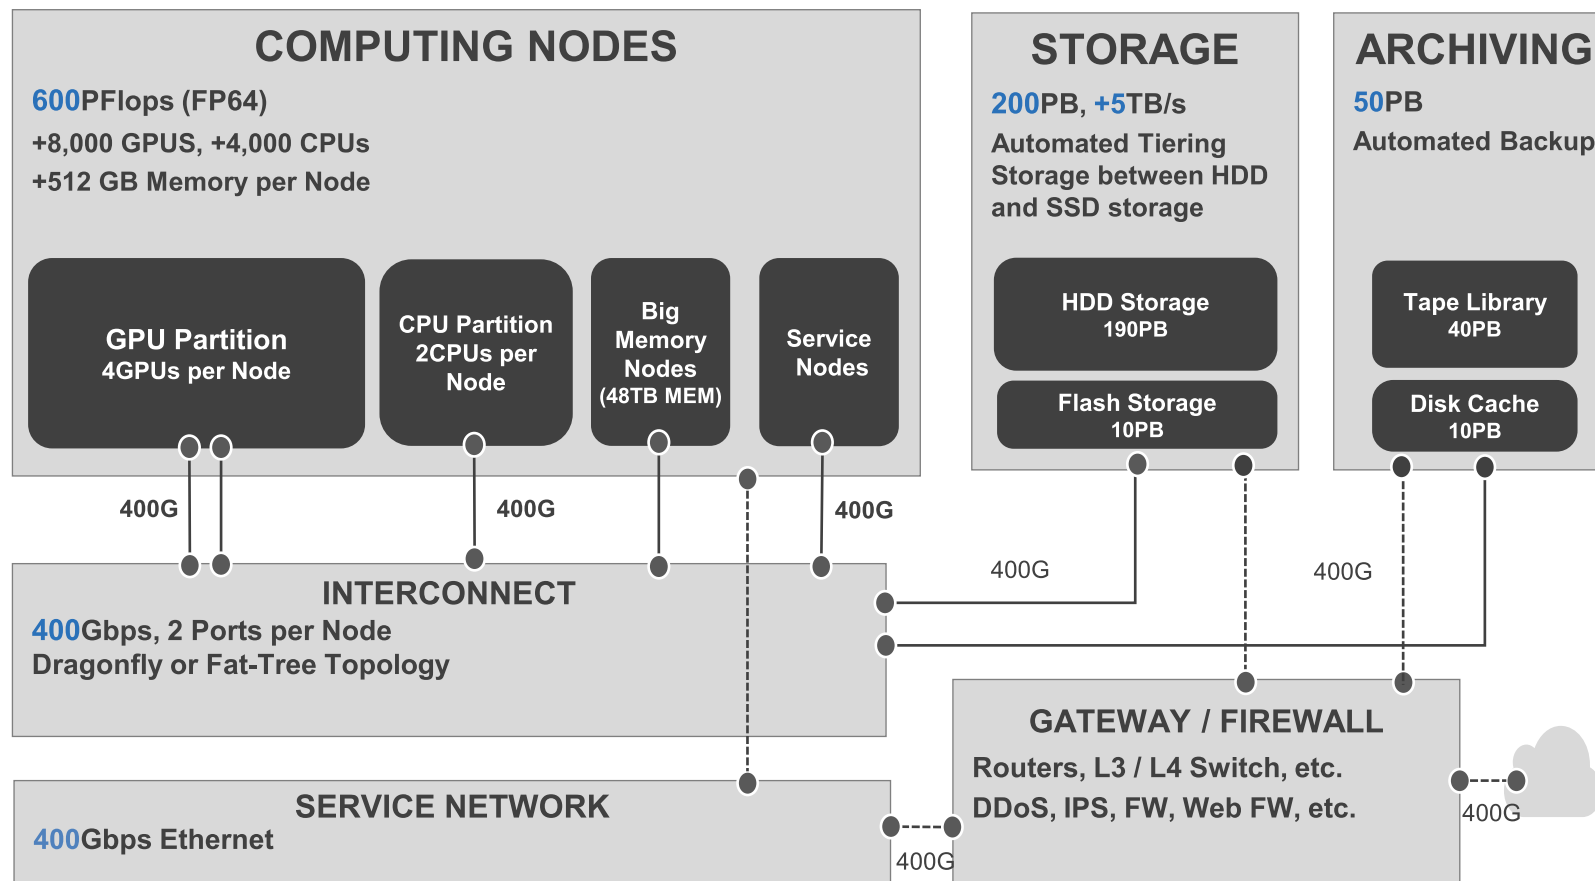 COMPUTING NODES
600PFlops (FP64)
+8,000 GPUS, +4,000 CPUs
+512 GB Memory per Node
GPU Partition
4GPUs per Node
CPU Partition
2CPUs per
Node
Big
Memory
Nodes
(48TB MEM)
Service
Nodes
STORAGE
200PB, +5TB/s
Automated Tiering
Storage between HDD
and SSD storage
HDD Storage
190PB
Flash Storage
10PB
ARCHIVING
50PB
Automated Backup
Tape Library
40PB
Disk Cache
10PB
400G
400G
400G
400G
400G
INTERCONNECT
400Gbps, 2 Ports per Node
Dragonfly or Fat-Tree Topology
GATEWAY / FIREWALL
Routers, L3 / L4 Switch, etc.
DDoS, IPS, FW, Web FW, etc.
400G
SERVICE NETWORK
400Gbps Ethernet
400G